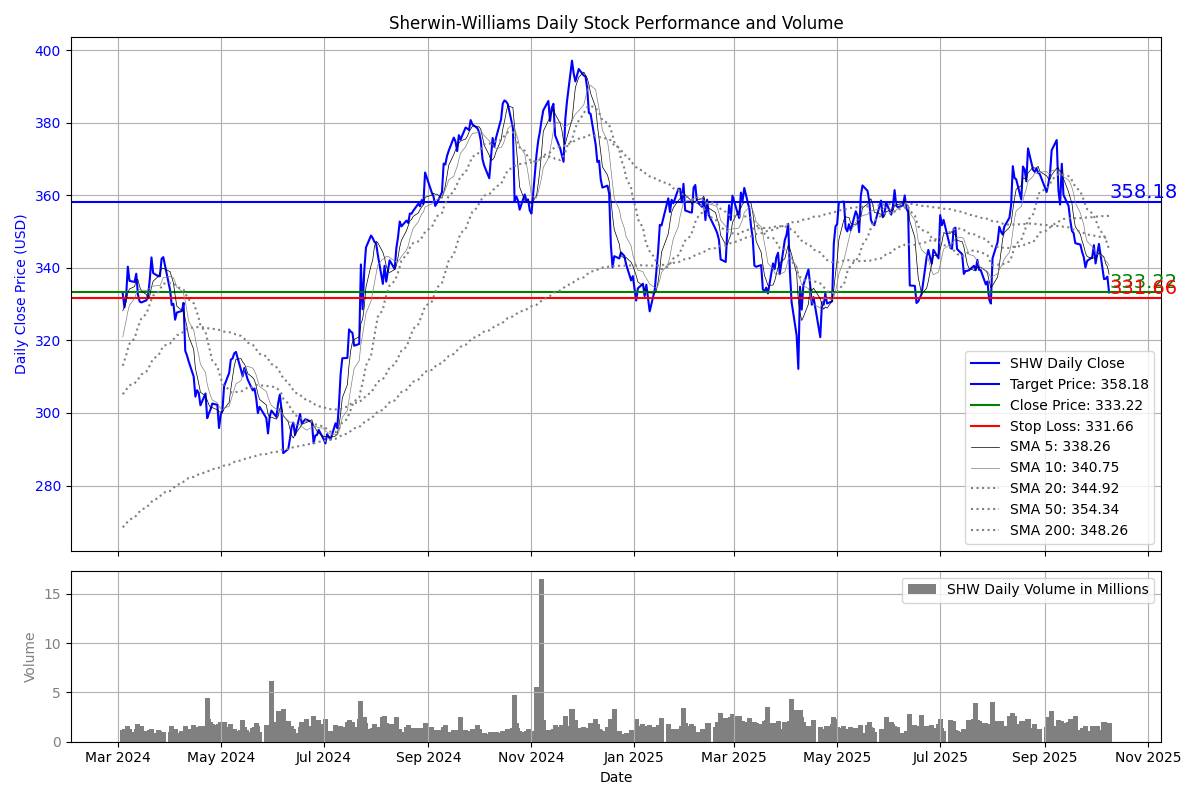 Sherwin-Williams Daily Stock Performance and Volume
Daily Close Price (USD)
400
380
360
340
320
300
280
358.18
333.22
331.66
SHW Daily Close
Target Price: 358.18
Close Price: 333.22
Stop Loss: 331.66
SMA 5: 338.26
SMA 10: 340.75
SMA 20: 344.92
SMA 50: 354.34
SMA 200: 348.26
Volume
15
10
5
0
SHW Daily Volume in Millions
Mar 2024 May 2024 Jul 2024 Sep 2024 Nov 2024 Jan 2025 Mar 2025 May 2025 Jul 2025 Sep 2025 Nov 2025
Date